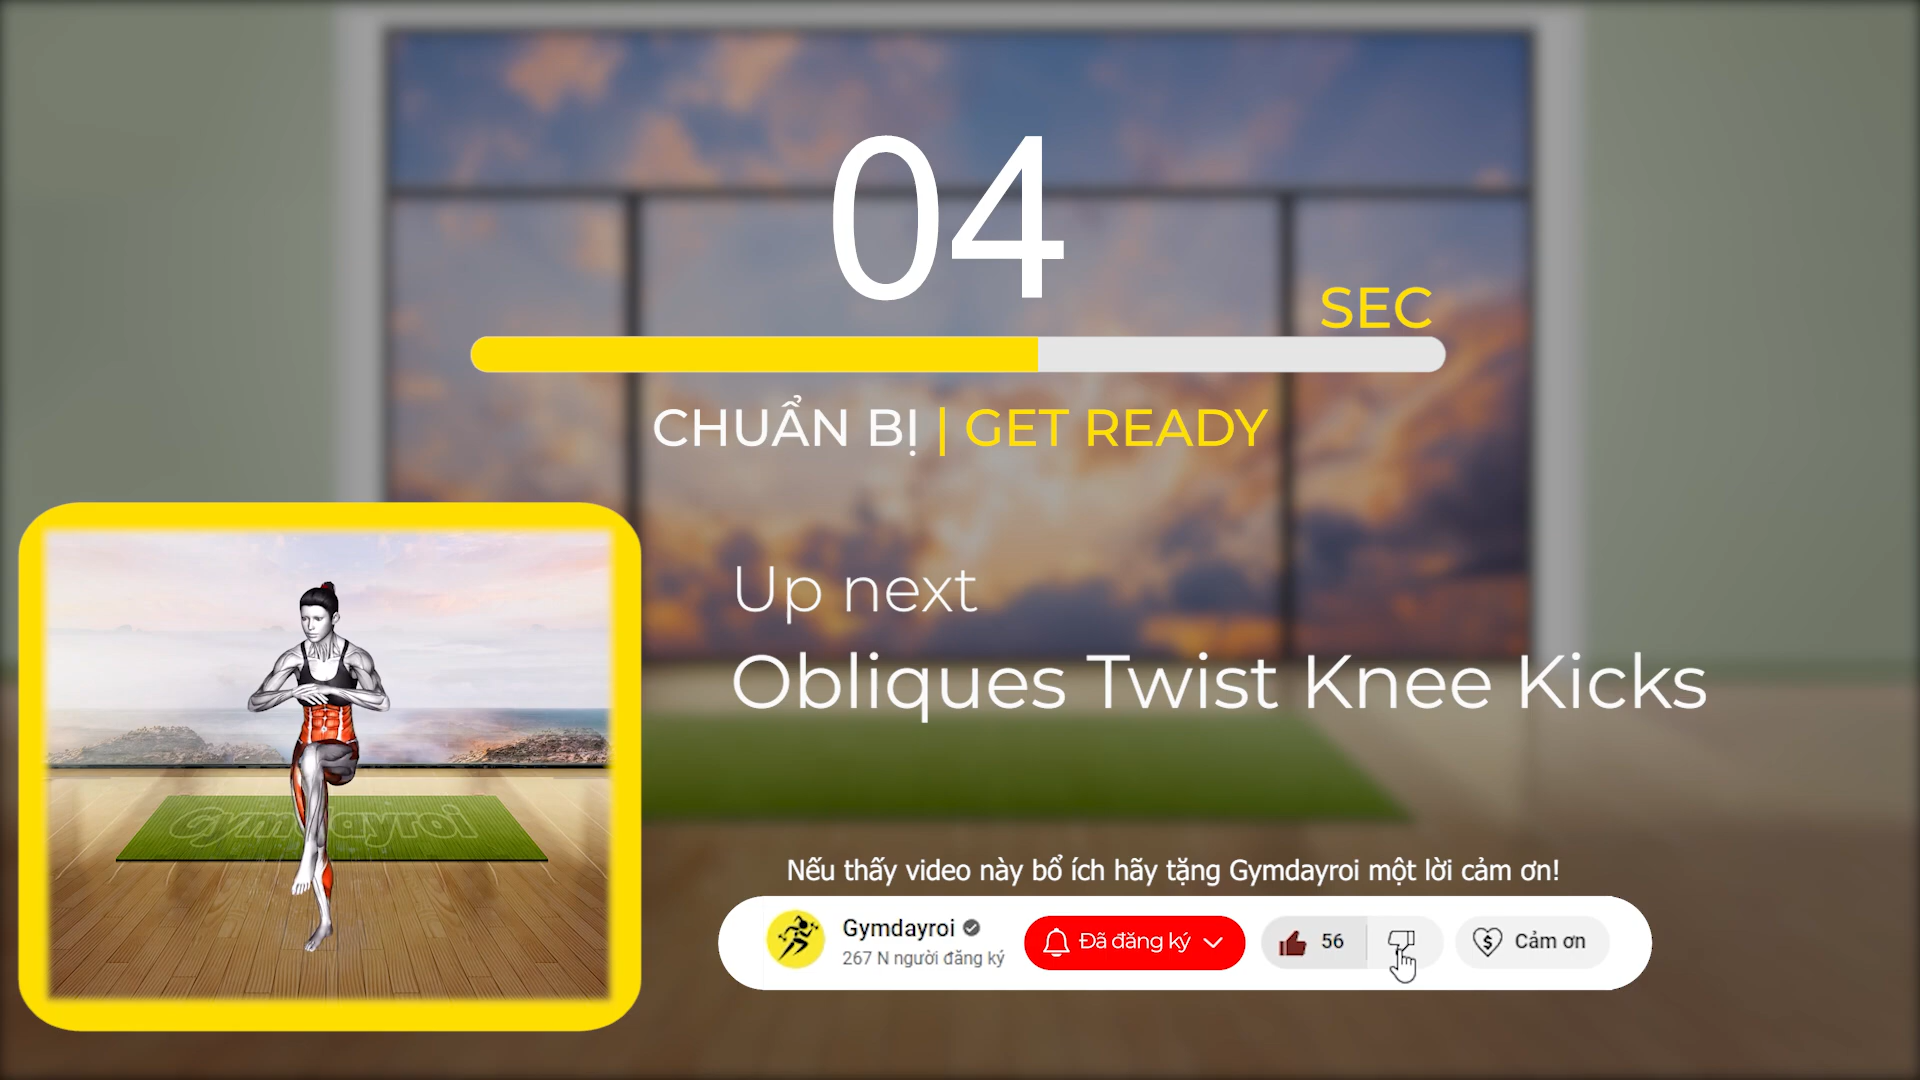 04
SEC
CHUẨN BỊ | GET READY
Up next
Obliques Twist Knee Kicks
Gymdayroi
Nếu thấy video này bổ ích hãy tặng Gymdayroi một lời cảm ơn!
Gymdayroi
267 N người đăng ký
Đã đăng ký
56
Cảm ơn